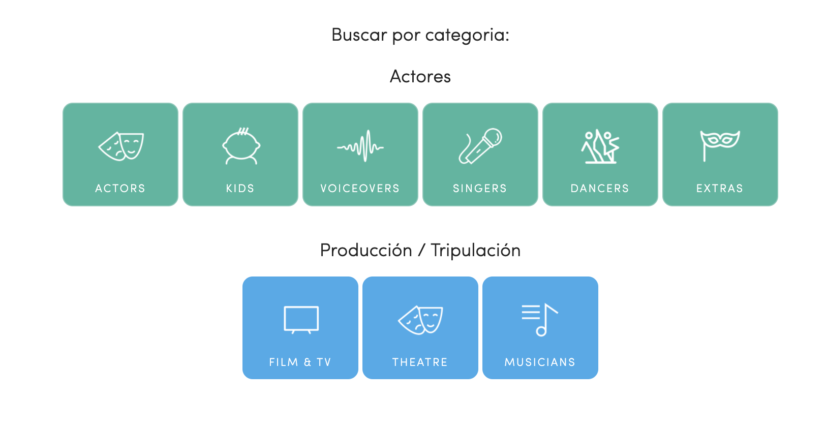 Buscar por categoria:
Actores
ACTORS
KIDS
VOICEOVERS
SINGERS
DANCERS
EXTRAS
Producción / Tripulación
FILM & TV
THEATRE
MUSICIANS